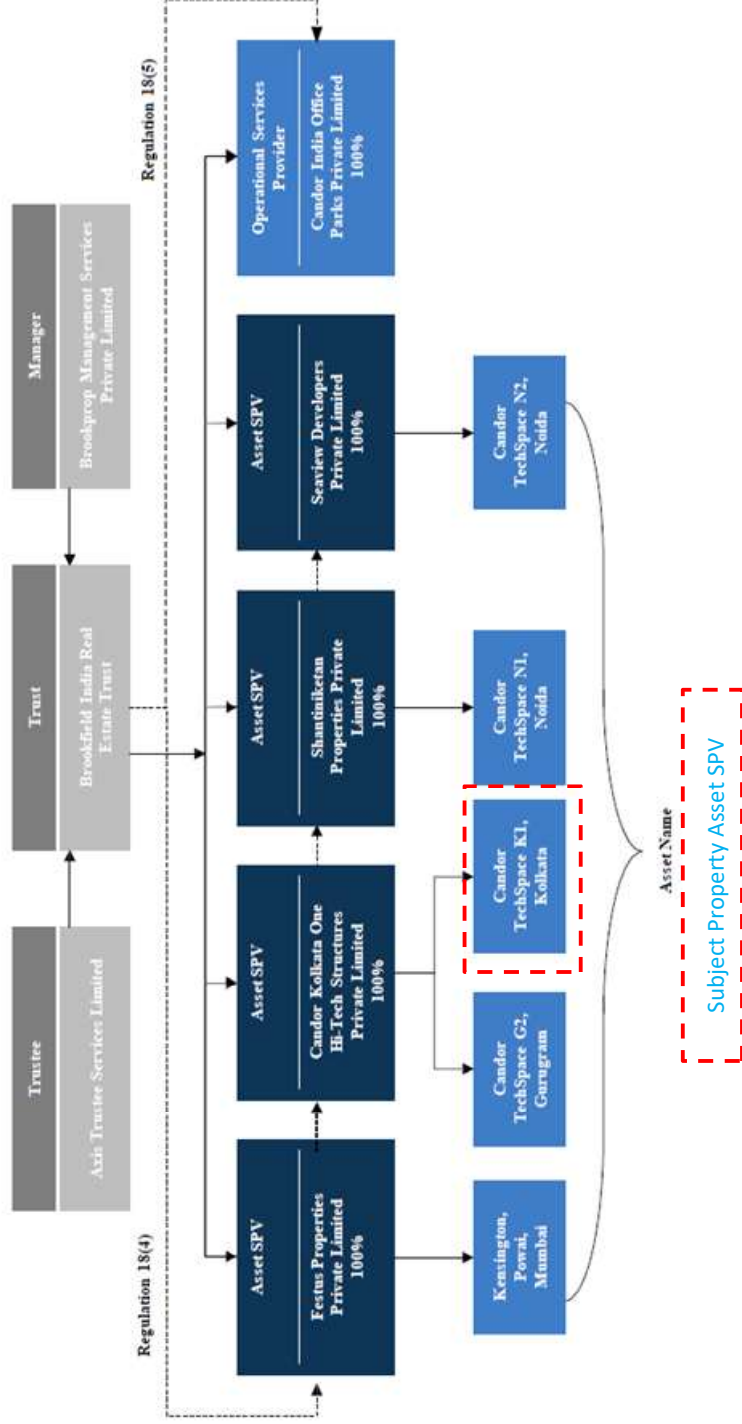 Trustee
Axis Trustee Services Limited
Trust
Brookfield India Real
Estate Trust
Manager
Brookprop Management Services
Private Limited
Regulation 18(4)
Regulation 18(5)
Asset SPV
Festus Properties
Private Limited
100%
Asset SPV
Candor Kolkata One
Hi-Tech Structures
Private Limited
100%
Asset SPV
Shantiniketan
Properties Private
Limited
100%
Asset SPV
Seaview Developers
Private Limited
100%
Operational Services
Provider
Candor India Office
Parks Private Limited
100%
Kensington,
Powai,
Mumbai
Candor
TechSpace G2,
Gurugram
Candor
TechSpace K1,
Kolkata
Candor
TechSpace N1,
Noida
Candor
TechSpace N2,
Noida
Asset Name
Subject Property Asset SPV